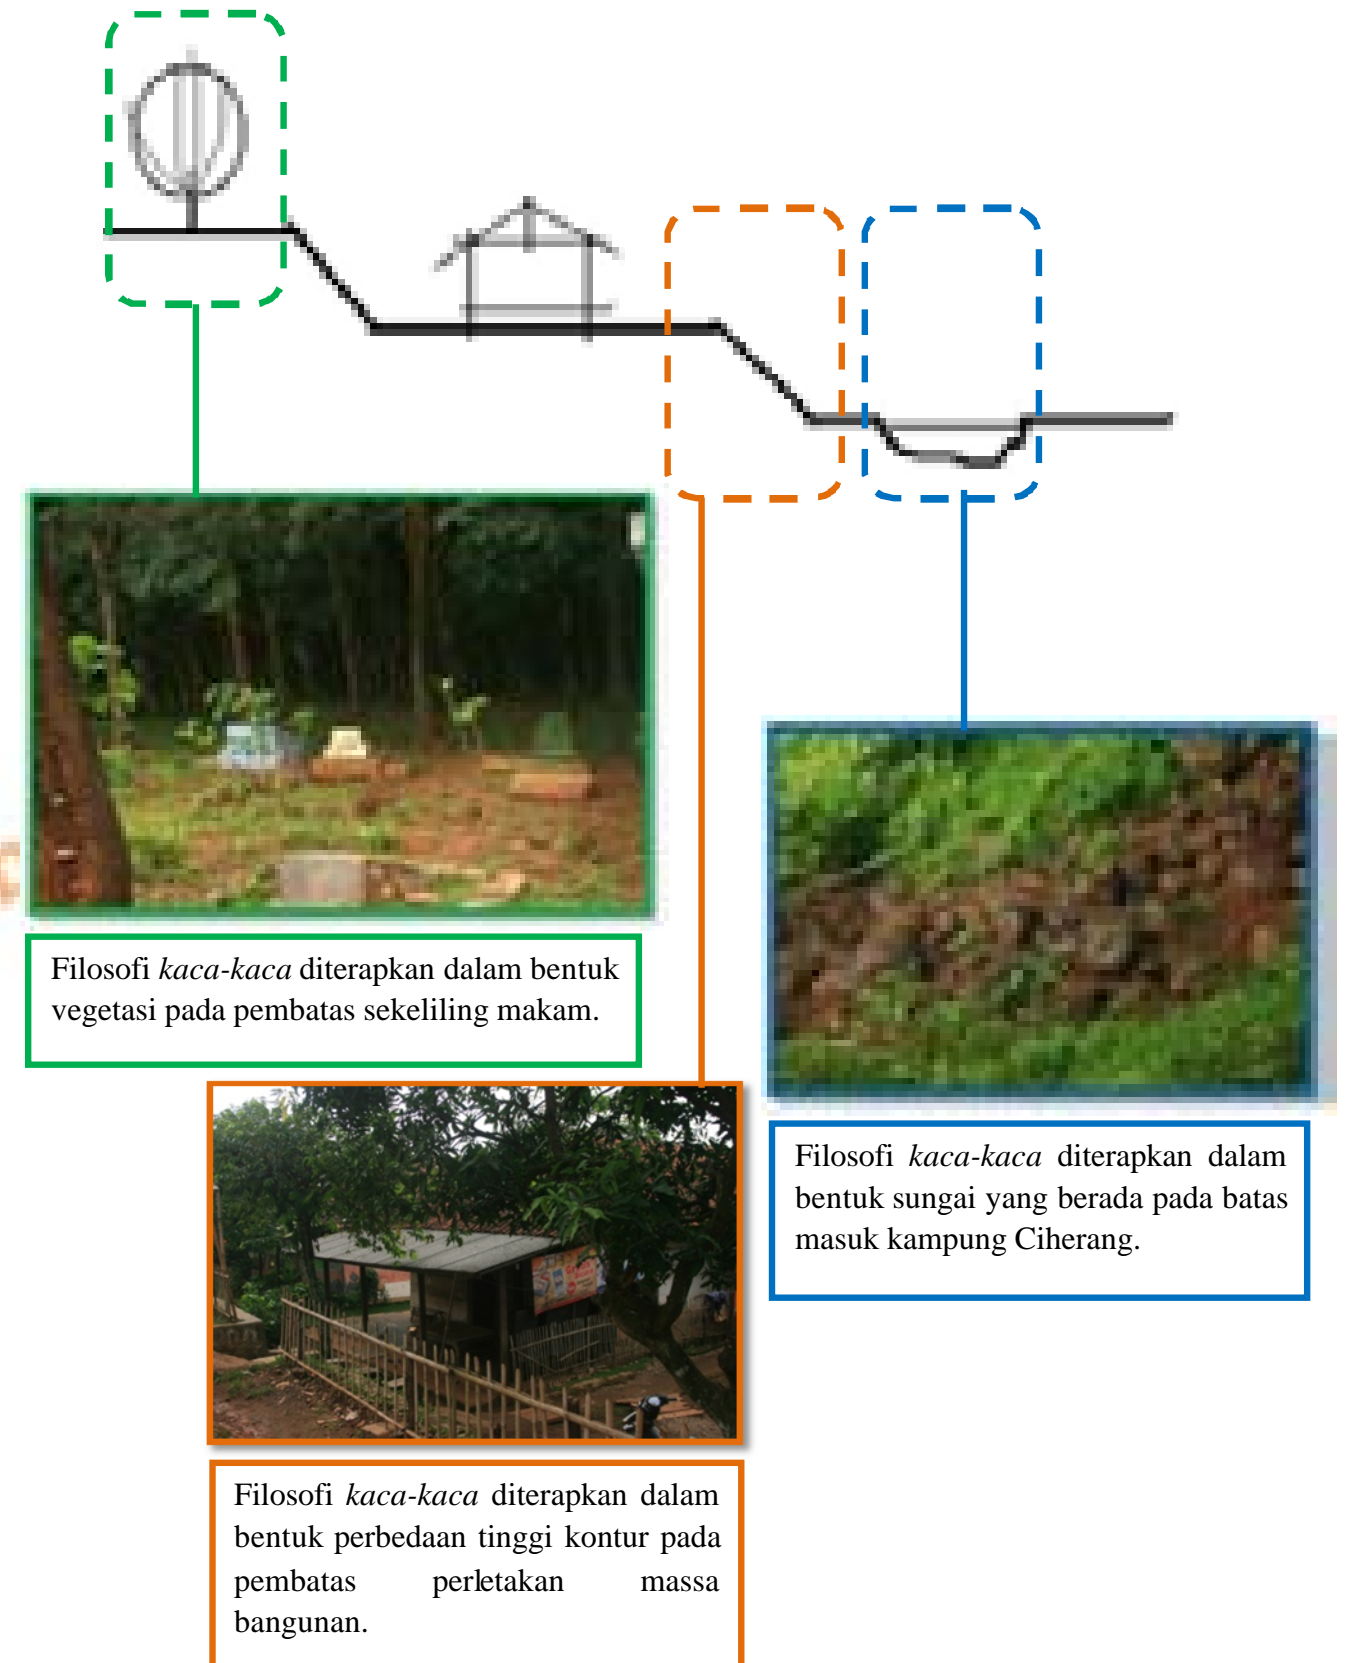 Filosofi kaca-kaca diterapkan dalam bentuk
vegetasi pada pembatas sekeliling makam.
Filosofi kaca-kaca diterapkan dalam
bentuk sungai yang berada pada batas
masuk kampung Ciherang.
Filosofi kaca-kaca diterapkan dalam
bentuk perbedaan tinggi kontur pada
pembatas perletakan massa
bangunan.